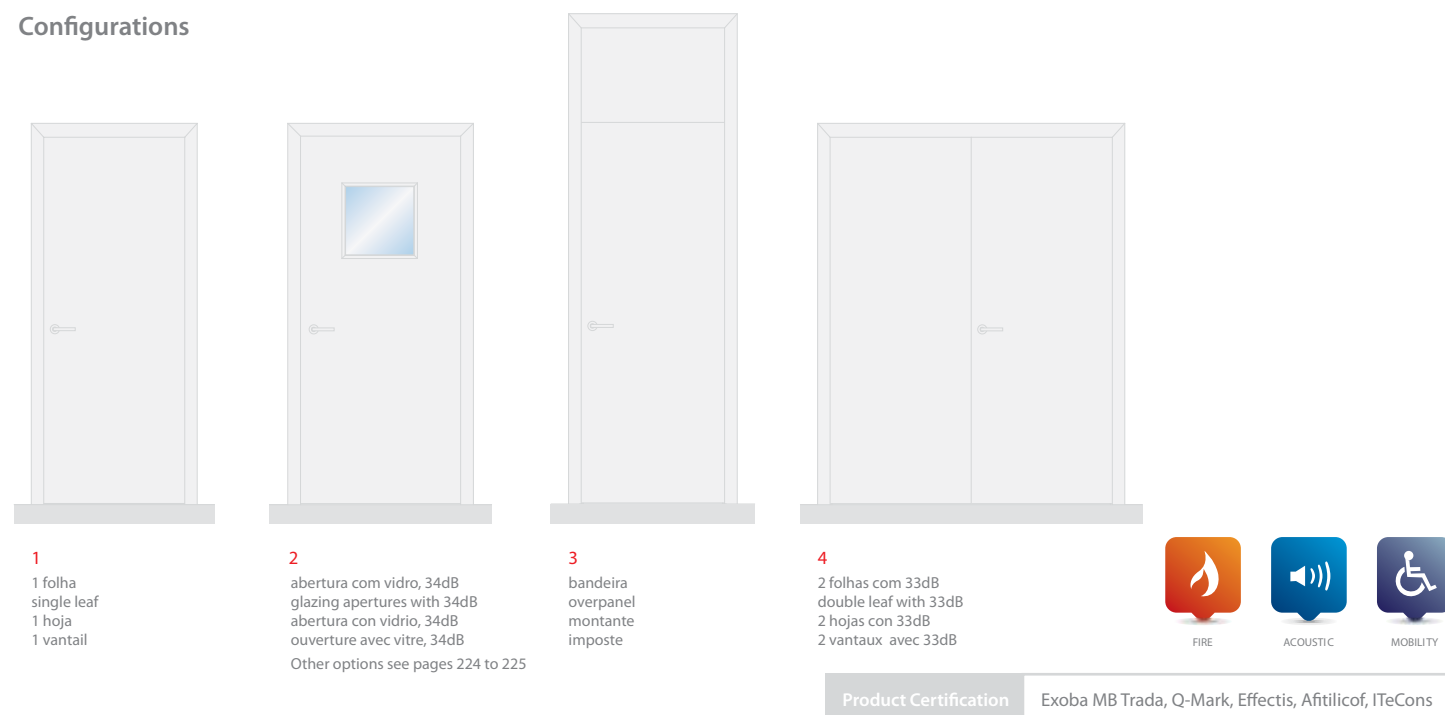 Configurations
1
1 folha
single leaf
1 hoja
1 vantail
2
abertura com vidro, 34dB
glazing apertures with 34dB
abertura con vidrio, 34dB
ouverture avec vitre, 34dB
Other options see pages 224 to 225
3
bandeira
overpanel
montante
imposte
4
2 folhas com 33dB
double leaf with 33dB
2 hojas con 33dB
2 vantaux avec 33dB
FIRE
ACOUSTIC
MOBILITY
Product Certification Exoba MB Trada, Q-Mark, Effectis, Afitilicof, ITeCons